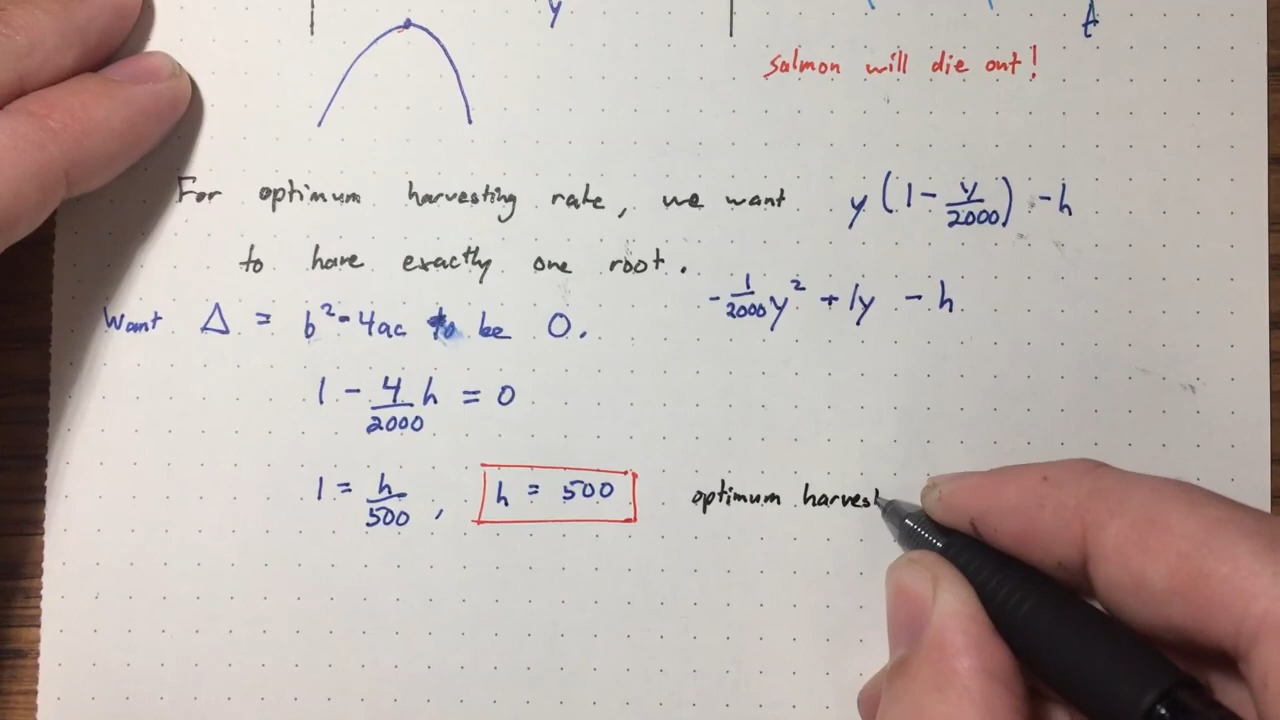 y
t
salmon will die out!
For optimum harvesting rate, we want y(1 - y/2000) - h
to have exactly one root.
-1/2000 y² + 1y - h
Want Δ = b² - 4ac to be 0.
1 - 4/2000 h = 0
1 = h/500 , h = 500 optimum harvest